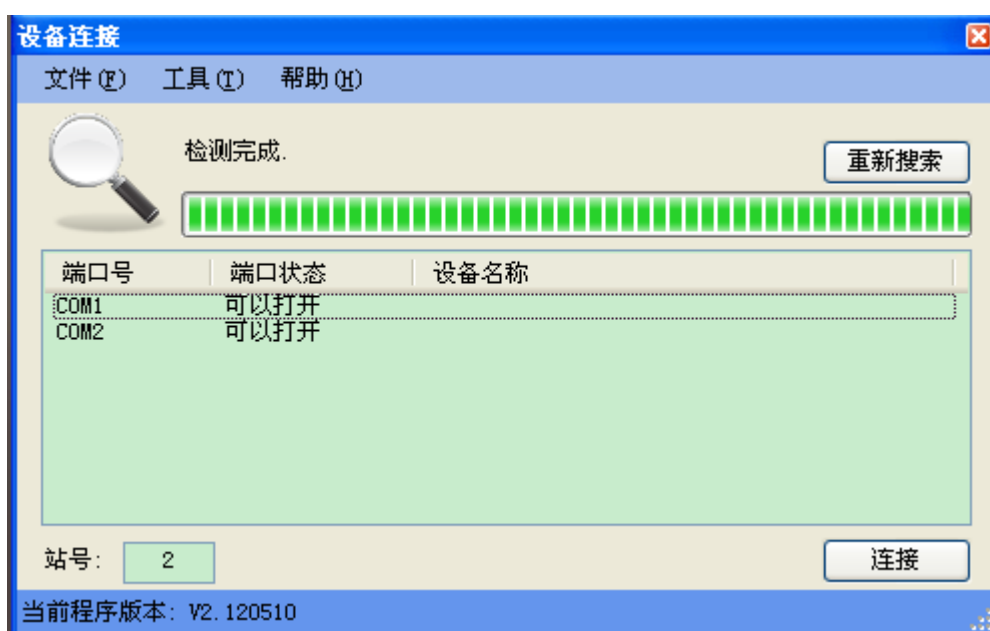 设备连接
文件(F) 工具(T) 帮助(H)
检测完成.
重新搜索
端口号 端口状态 设备名称
COM1 可以打开
COM2 可以打开
站号: 2
连接
当前程序版本: V2.120510